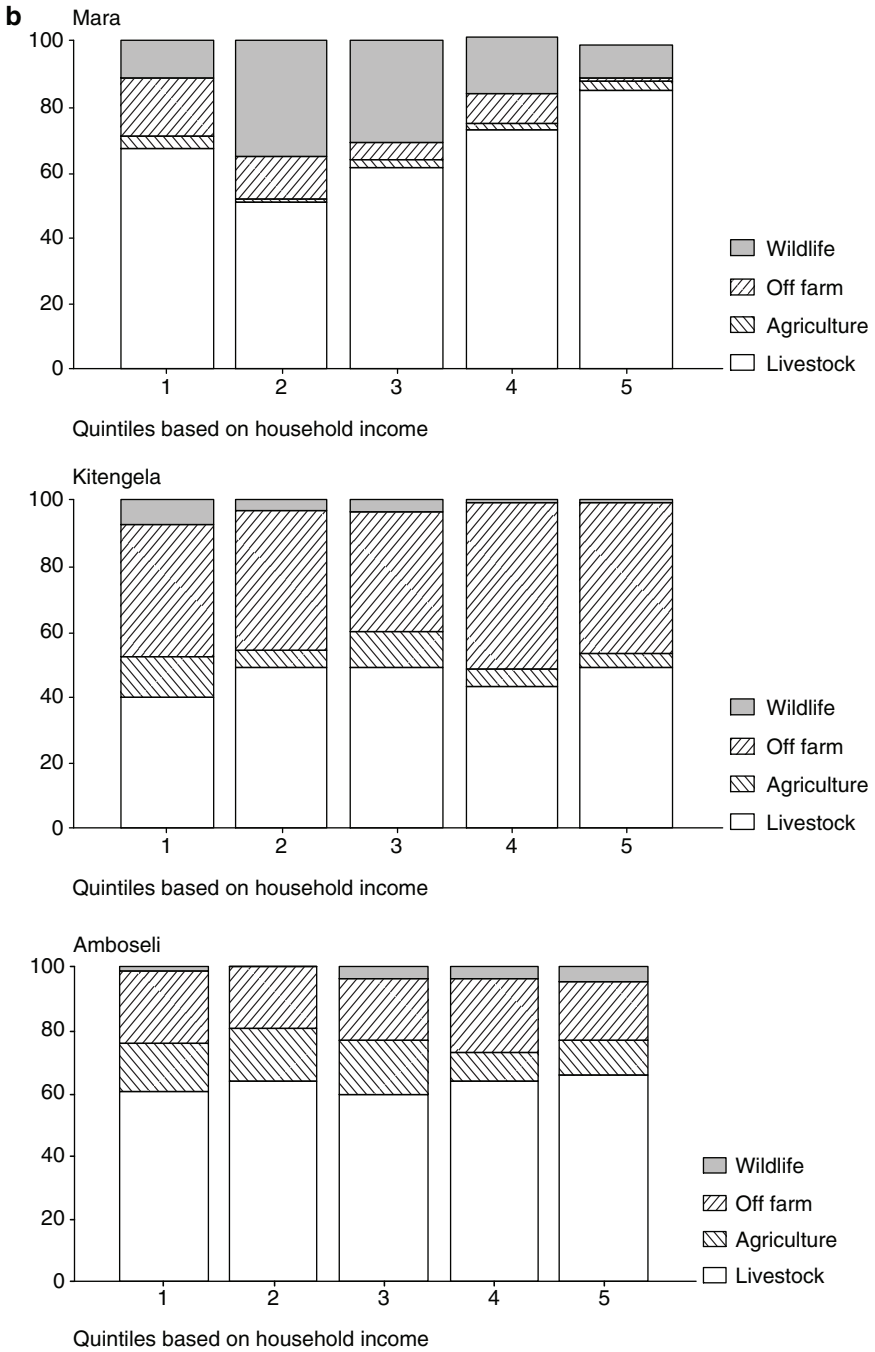 b
Mara
100
80
60
40
20
0
1 2 3 4 5
Quintiles based on household income
Wildlife
Off farm
Agriculture
Livestock
Kitengela
100
80
60
40
20
0
1 2 3 4 5
Quintiles based on household income
Wildlife
Off farm
Agriculture
Livestock
Amboseli
100
80
60
40
20
0
1 2 3 4 5
Quintiles based on household income
Wildlife
Off farm
Agriculture
Livestock